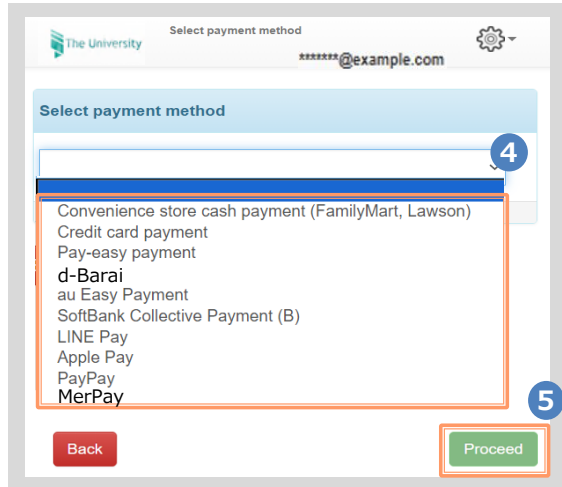 The University
Select payment method
*******@example.com
Select payment method
4
Convenience store cash payment (FamilyMart, Lawson)
Credit card payment
Pay-easy payment
d-Barai
au Easy Payment
SoftBank Collective Payment (B)
LINE Pay
Apple Pay
PayPay
MerPay
5
Back
Proceed